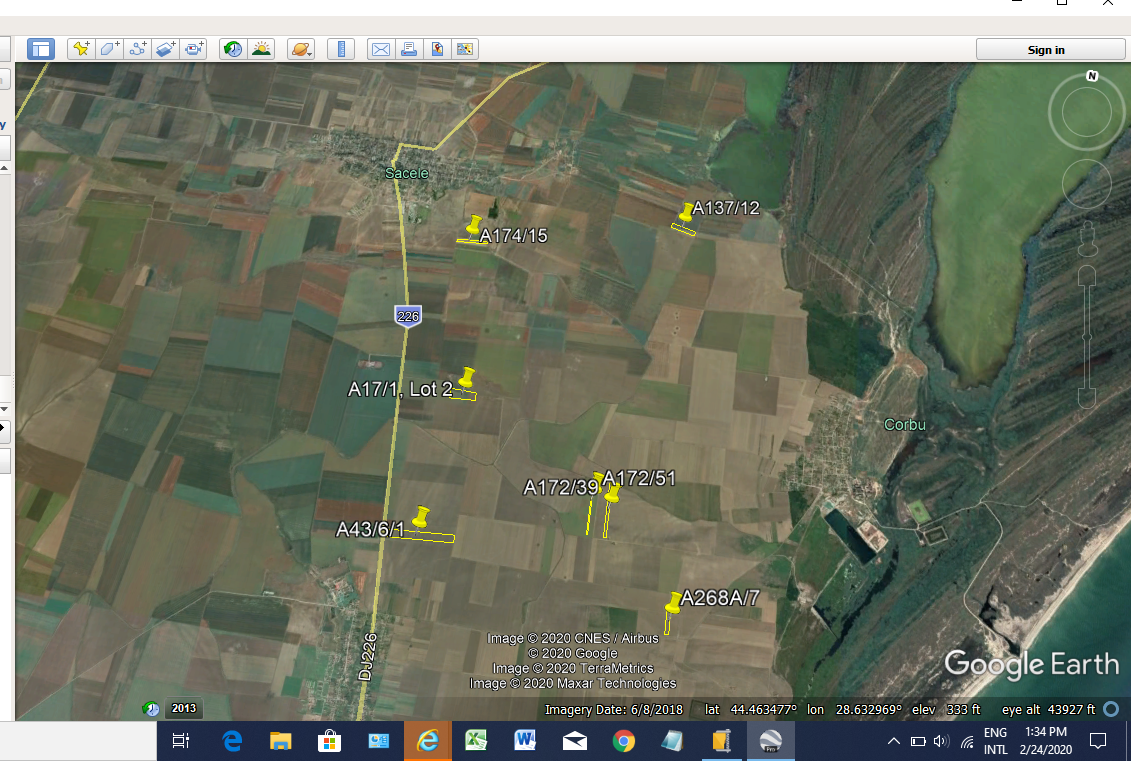 Sign in
N
y
Sacele
A137/12
A174/15
226
A17/1, Lot 2
Corbu
A172/39
A172/51
A43/6/1
A268A/7
DJ226
Image © 2020 CNES / Airbus
© 2020 Google
Image © 2020 TerraMetrics
Image © 2020 Maxar Technologies
Google Earth
2013
Imagery Date: 6/8/2018 lat 44.463477° lon 28.632969° elev 333 ft eye alt 43927 ft
ENG
INTL
1:34 PM
2/24/2020
Pro